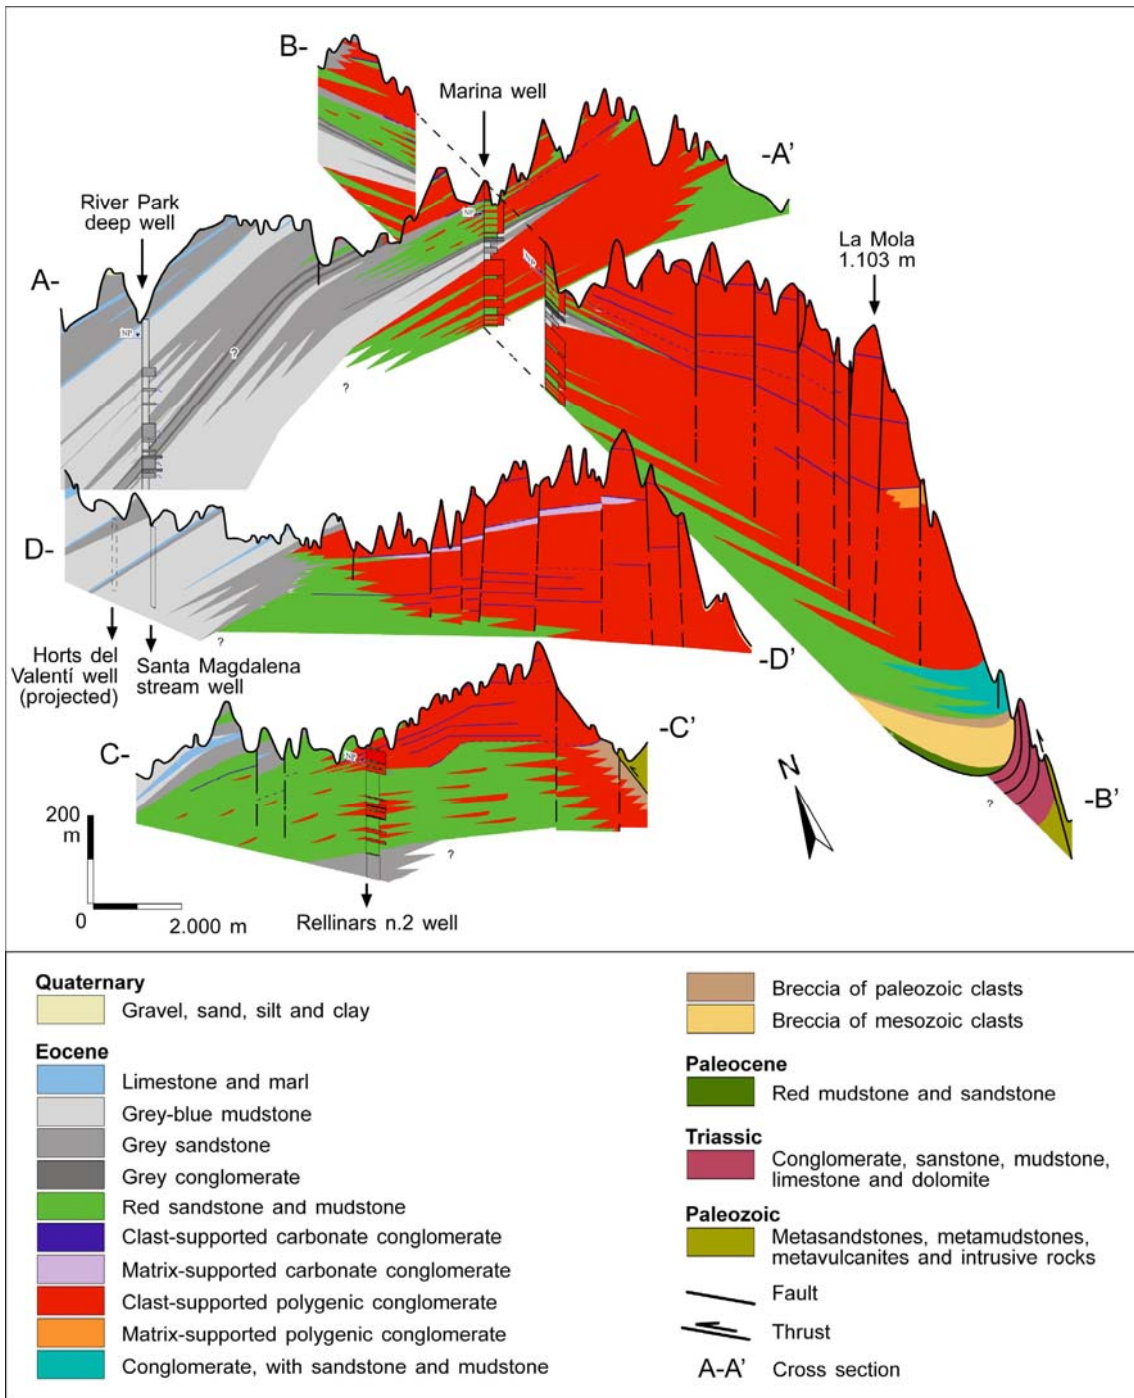 B-
Marina well
-A'
River Park
deep well
La Mola
1.103 m
A-
NP
NP
NP
?
?
D-
?
-D'
Horts del
Valentí well
(projected)
Santa Magdalena
stream well
C-
NP
-C'
N
?
-B'
?
200
m
0
2.000 m
Rellinars n.2 well
Quaternary
Gravel, sand, silt and clay
Eocene
Limestone and marl
Grey-blue mudstone
Grey sandstone
Grey conglomerate
Red sandstone and mudstone
Clast-supported carbonate conglomerate
Matrix-supported carbonate conglomerate
Clast-supported polygenic conglomerate
Matrix-supported polygenic conglomerate
Conglomerate, with sandstone and mudstone
Breccia of paleozoic clasts
Breccia of mesozoic clasts
Paleocene
Red mudstone and sandstone
Triassic
Conglomerate, sanstone, mudstone,
limestone and dolomite
Paleozoic
Metasandstones, metamudstones,
metavulcanites and intrusive rocks
Fault
Thrust
A-A' Cross section